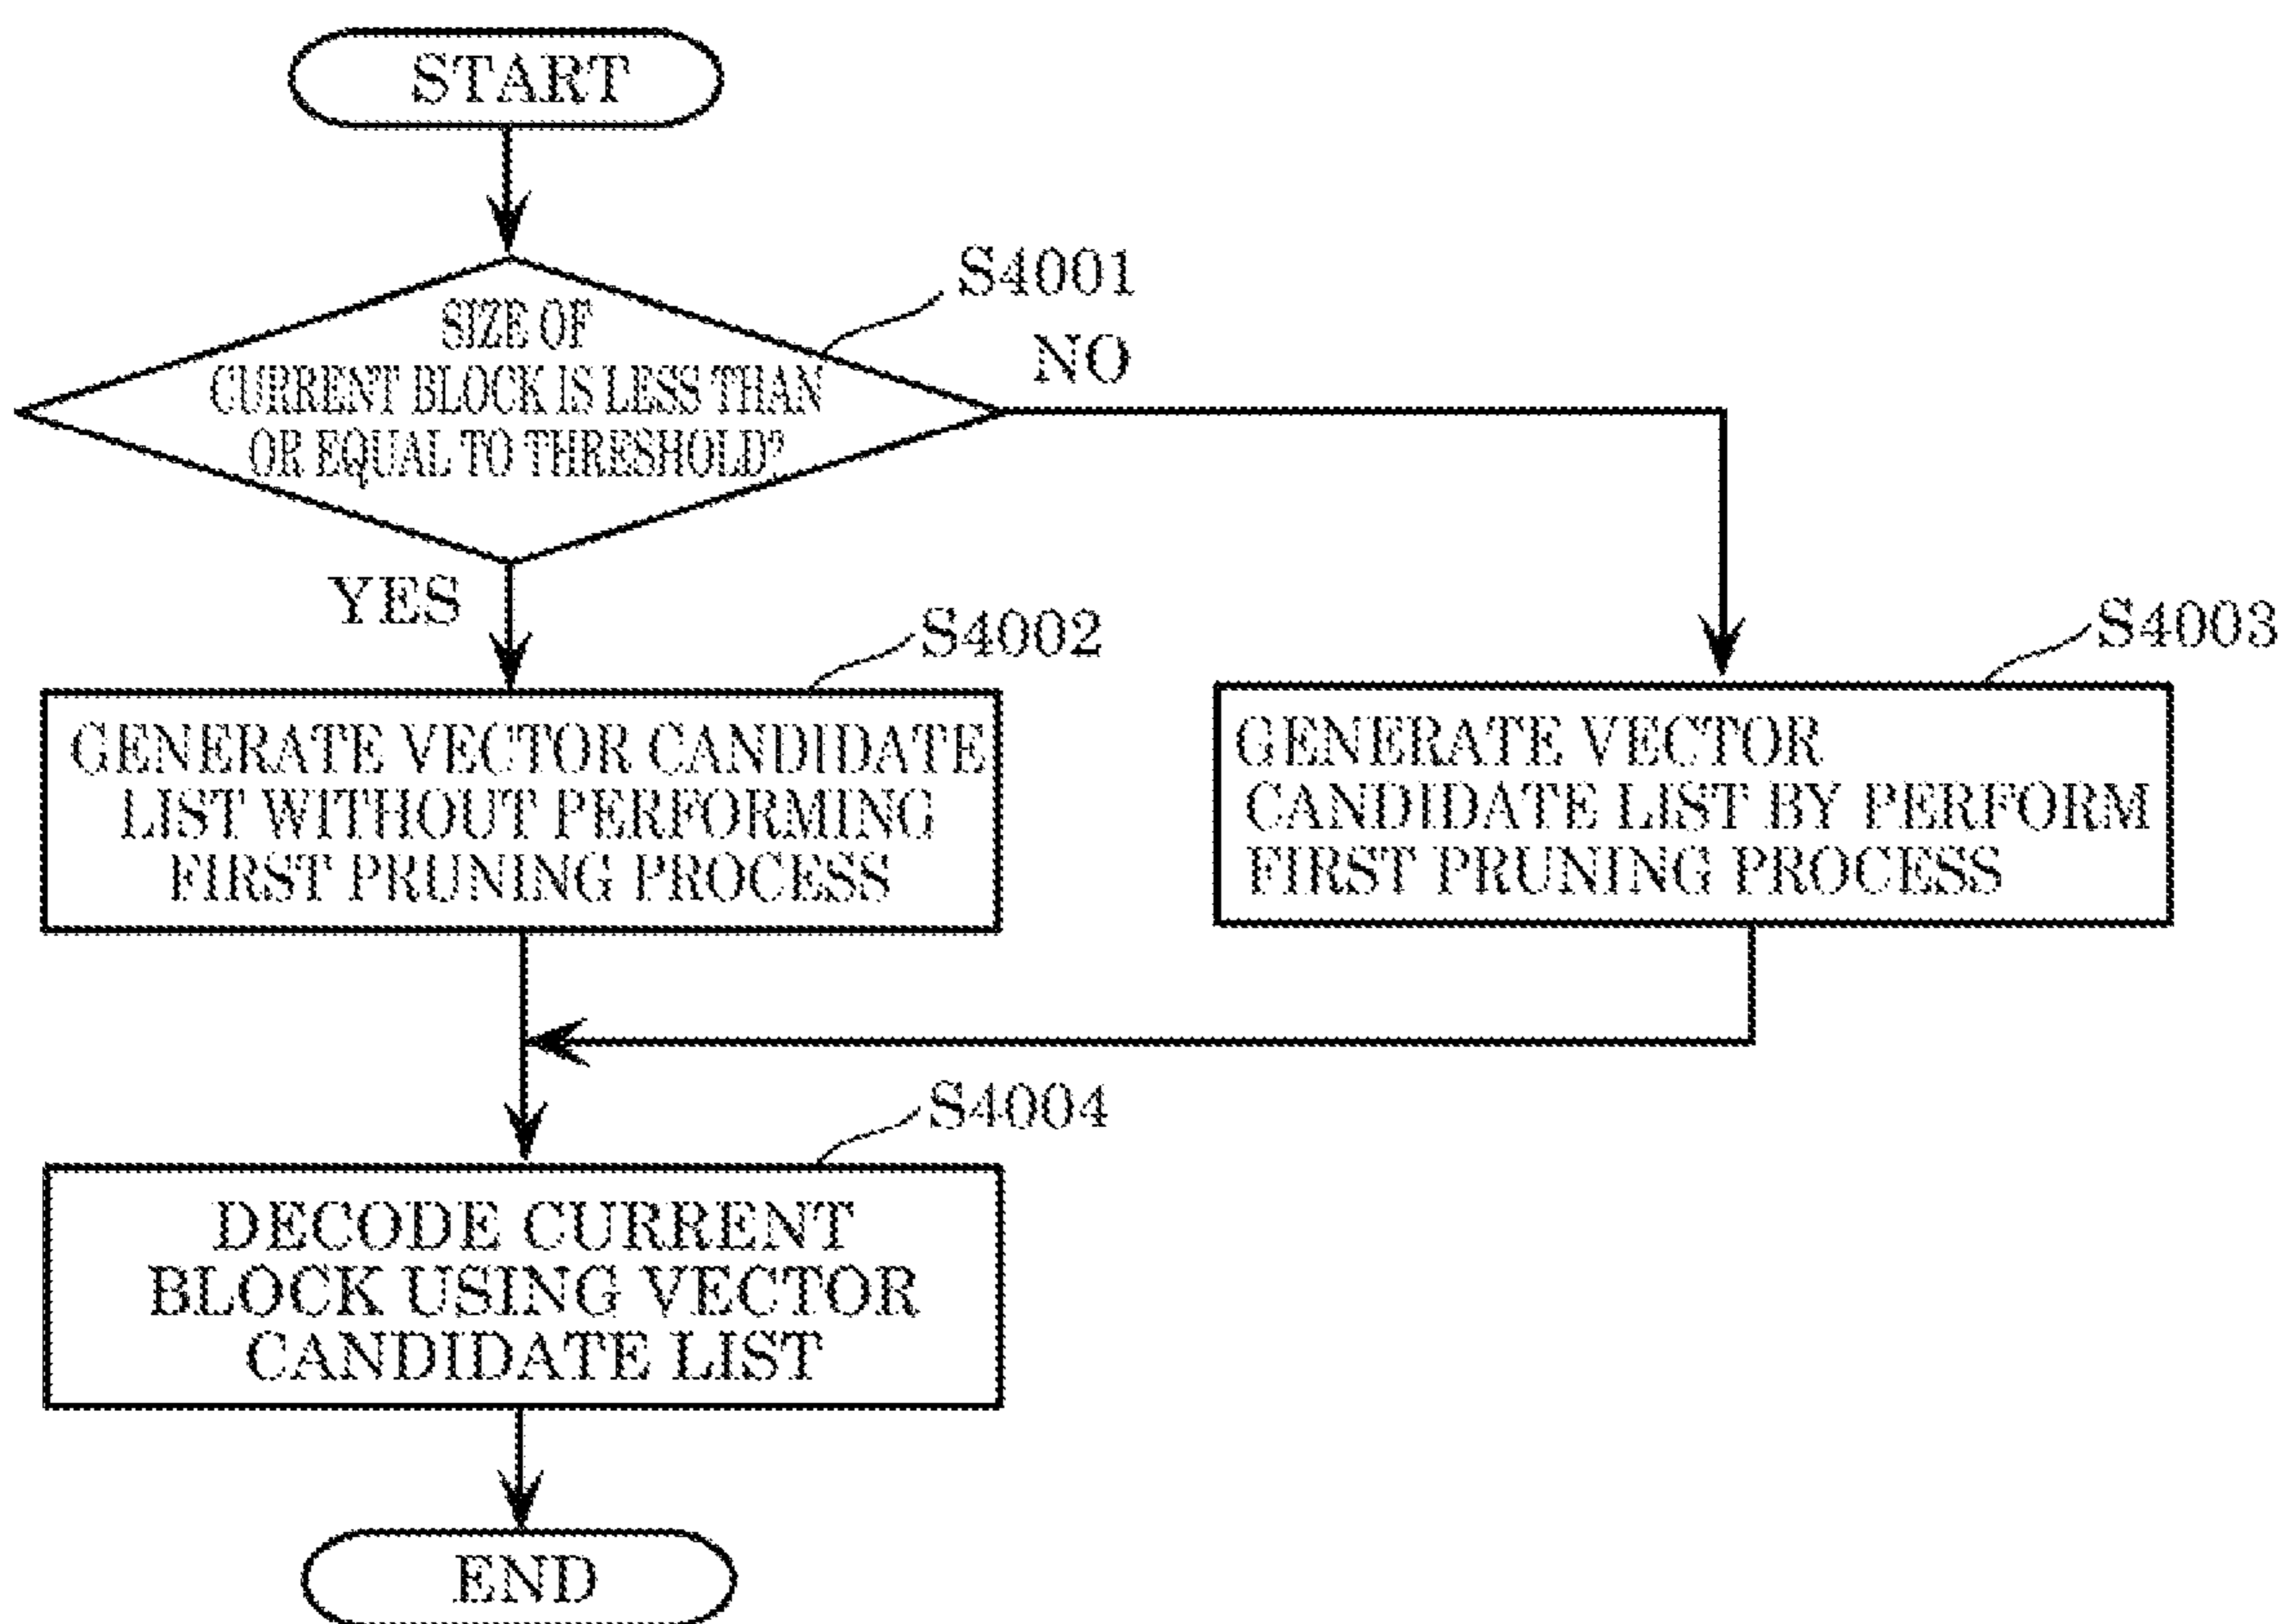 START
S4001
SIZE OF
CURRENT BLOCK IS LESS THAN
OR EQUAL TO THRESHOLD?
NO
YES
S4002
GENERATE VECTOR CANDIDATE
LIST WITHOUT PERFORMING
FIRST PRUNING PROCESS
S4003
GENERATE VECTOR
CANDIDATE LIST BY PERFORM
FIRST PRUNING PROCESS
S4004
DECODE CURRENT
BLOCK USING VECTOR
CANDIDATE LIST
END